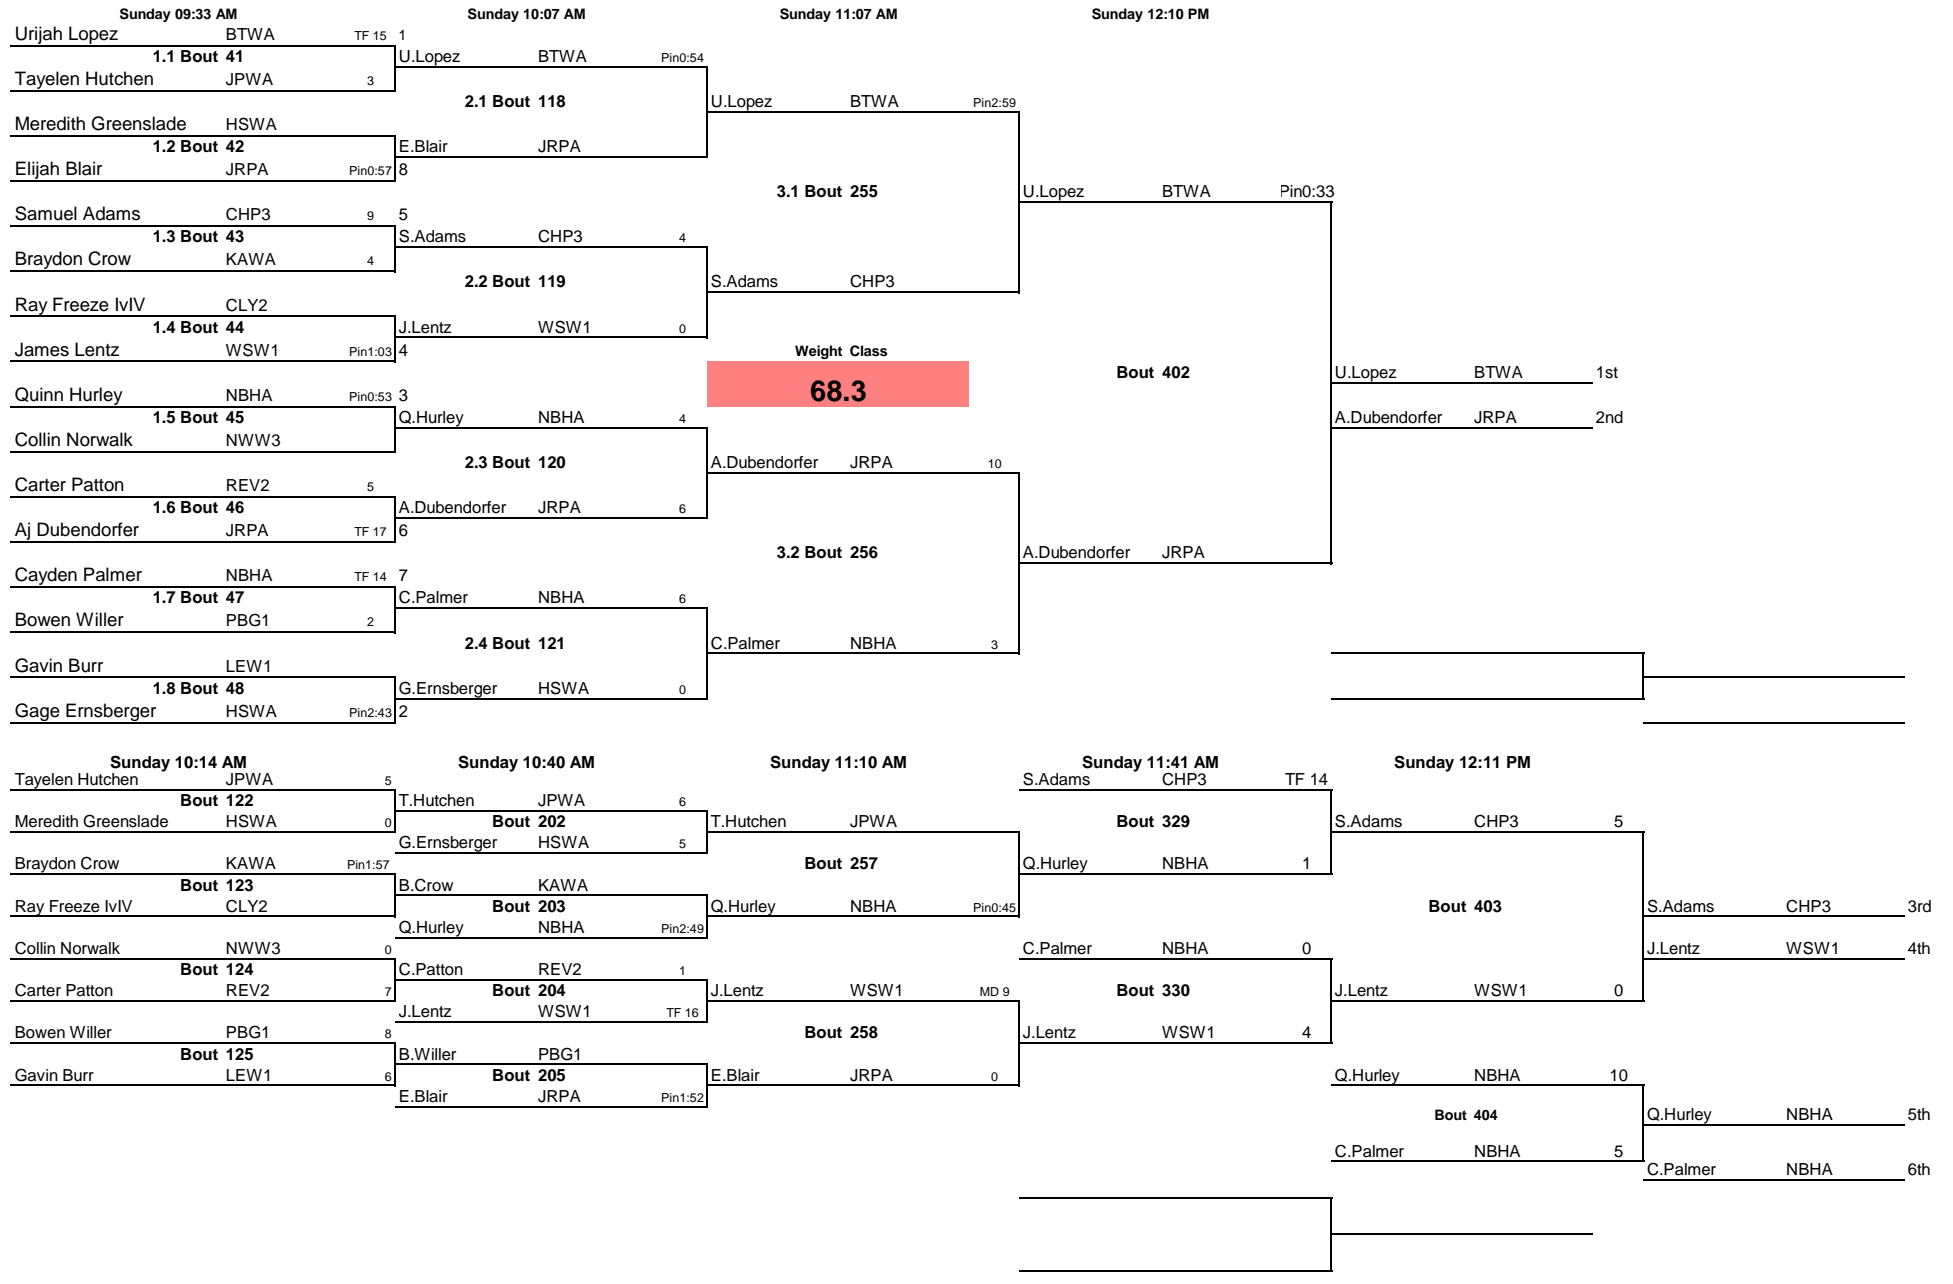 Sunday 09:33 AM Sunday 10:07 AM Sunday 11:07 AM Sunday 12:10 PM
Urijah Lopez BTWA TF 15 1
1.1 Bout 41 U.Lopez BTWA Pin0:54
Tayelen Hutchen JPWA 3
2.1 Bout 118 U.Lopez BTWA Pin2:59
Meredith Greenslade HSWA
1.2 Bout 42 E.Blair JRPA
Elijah Blair JRPA Pin0:57 8
3.1 Bout 255 U.Lopez BTWA Pin0:33
Samuel Adams CHP3 9 5
1.3 Bout 43 S.Adams CHP3 4
Braydon Crow KAWA 4
2.2 Bout 119 S.Adams CHP3
Ray Freeze IvIV CLY2
1.4 Bout 44 J.Lentz WSW1 0
James Lentz WSW1 Pin1:03 4 Weight Class
Bout 402 U.Lopez BTWA 1st
Quinn Hurley NBHA Pin0:53 3 68.3
1.5 Bout 45 Q.Hurley NBHA 4 A.Dubendorfer JRPA 2nd
Collin Norwalk NWW3
2.3 Bout 120 A.Dubendorfer JRPA 10
Carter Patton REV2 5
1.6 Bout 46 A.Dubendorfer JRPA 6
Aj Dubendorfer JRPA TF 17 6
3.2 Bout 256 A.Dubendorfer JRPA
Cayden Palmer NBHA TF 14 7
1.7 Bout 47 C.Palmer NBHA 6
Bowen Willer PBG1 2
2.4 Bout 121 C.Palmer NBHA 3
Gavin Burr LEW1
1.8 Bout 48 G.Ernsberger HSWA 0
Gage Ernsberger HSWA Pin2:43 2
Sunday 10:14 AM Sunday 10:40 AM Sunday 11:10 AM Sunday 11:41 AM Sunday 12:11 PM
Tayelen Hutchen JPWA 5 S.Adams CHP3 TF 14
Bout 122 T.Hutchen JPWA 6
Meredith Greenslade HSWA 0 Bout 202 T.Hutchen JPWA Bout 329 S.Adams CHP3 5
G.Ernsberger HSWA 5
Braydon Crow KAWA Pin1:57 Bout 257 Q.Hurley NBHA 1
Bout 123 B.Crow KAWA
Ray Freeze IvIV CLY2 Bout 203 Q.Hurley NBHA Pin0:45 Bout 403 S.Adams CHP3 3rd
Q.Hurley NBHA Pin2:49
Collin Norwalk NWW3 0 C.Palmer NBHA 0 J.Lentz WSW1 4th
Bout 124 C.Patton REV2 1
Carter Patton REV2 7 Bout 204 J.Lentz WSW1 MD 9 Bout 330 J.Lentz WSW1 0
J.Lentz WSW1 TF 16
Bowen Willer PBG1 8 Bout 258 J.Lentz WSW1 4
Bout 125 B.Willer PBG1
Gavin Burr LEW1 6 Bout 205 E.Blair JRPA 0 Q.Hurley NBHA 10
E.Blair JRPA Pin1:52
Bout 404 Q.Hurley NBHA 5th
C.Palmer NBHA 5
C.Palmer NBHA 6th